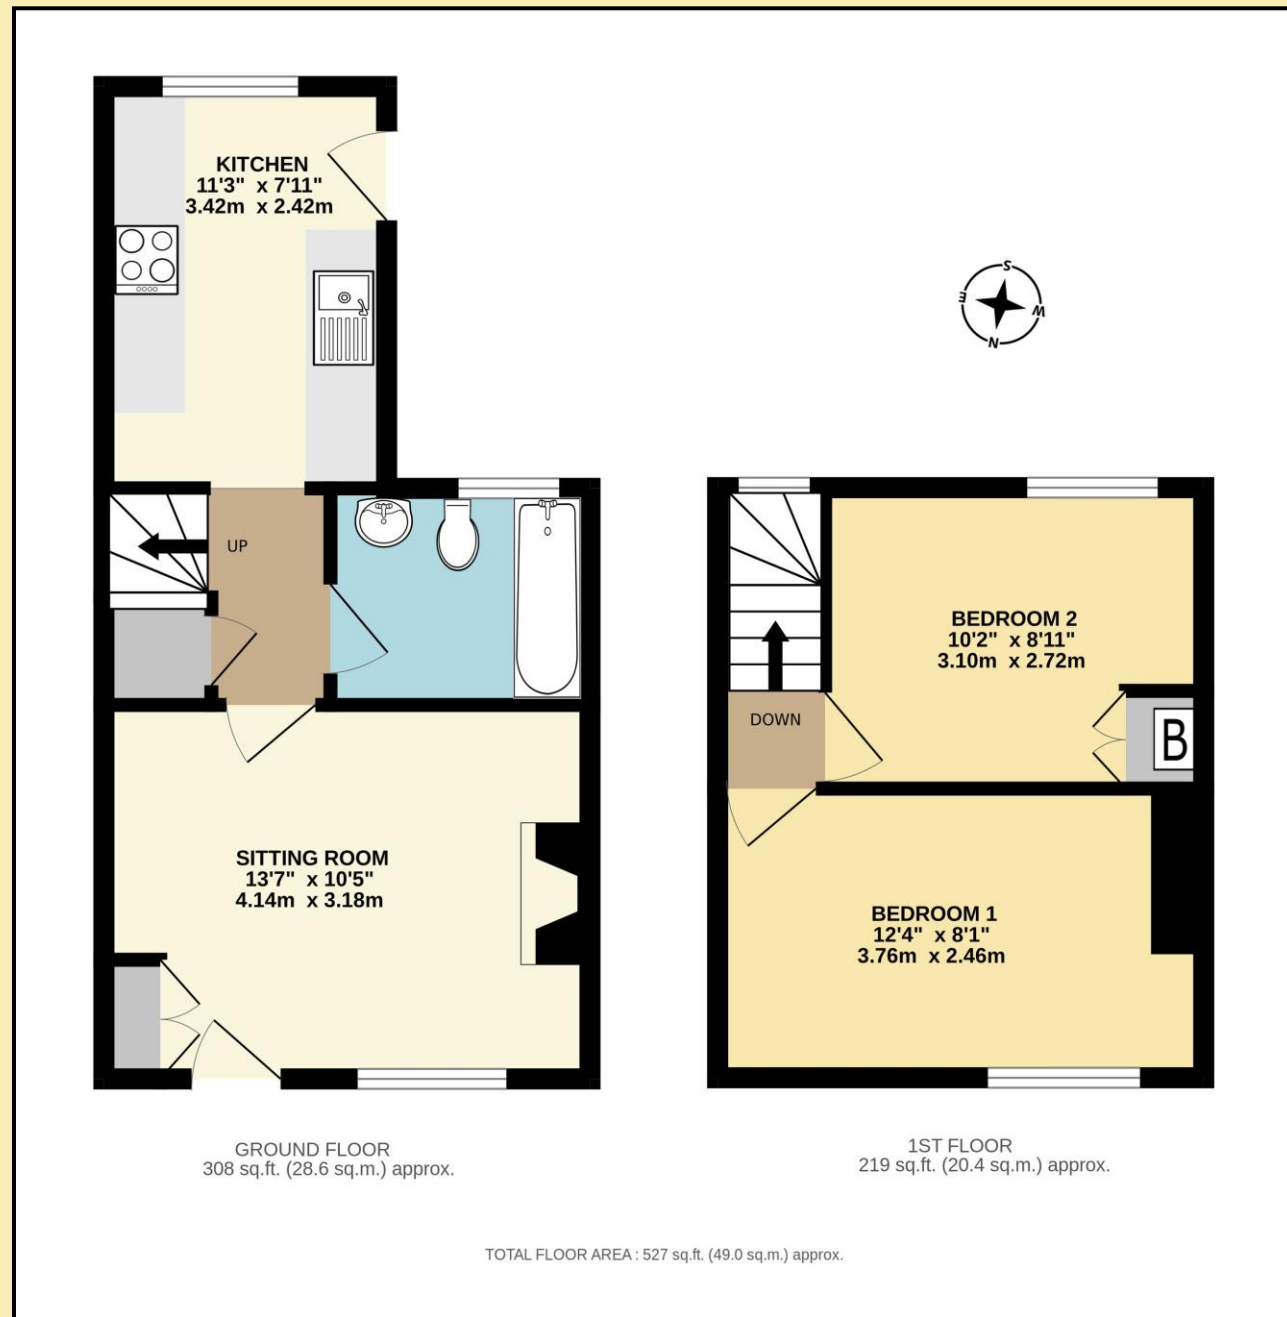 KITCHEN
11'3" x 7'11"
3.42m x 2.42m
S
E
W
N
UP
BEDROOM 2
10'2" x 8'11"
3.10m x 2.72m
DOWN
B
SITTING ROOM
13'7" x 10'5"
4.14m x 3.18m
BEDROOM 1
12'4" x 8'1"
3.76m x 2.46m
GROUND FLOOR
308 sq.ft. (28.6 sq.m.) approx.
1ST FLOOR
219 sq.ft. (20.4 sq.m.) approx.
TOTAL FLOOR AREA : 527 sq.ft. (49.0 sq.m.) approx.